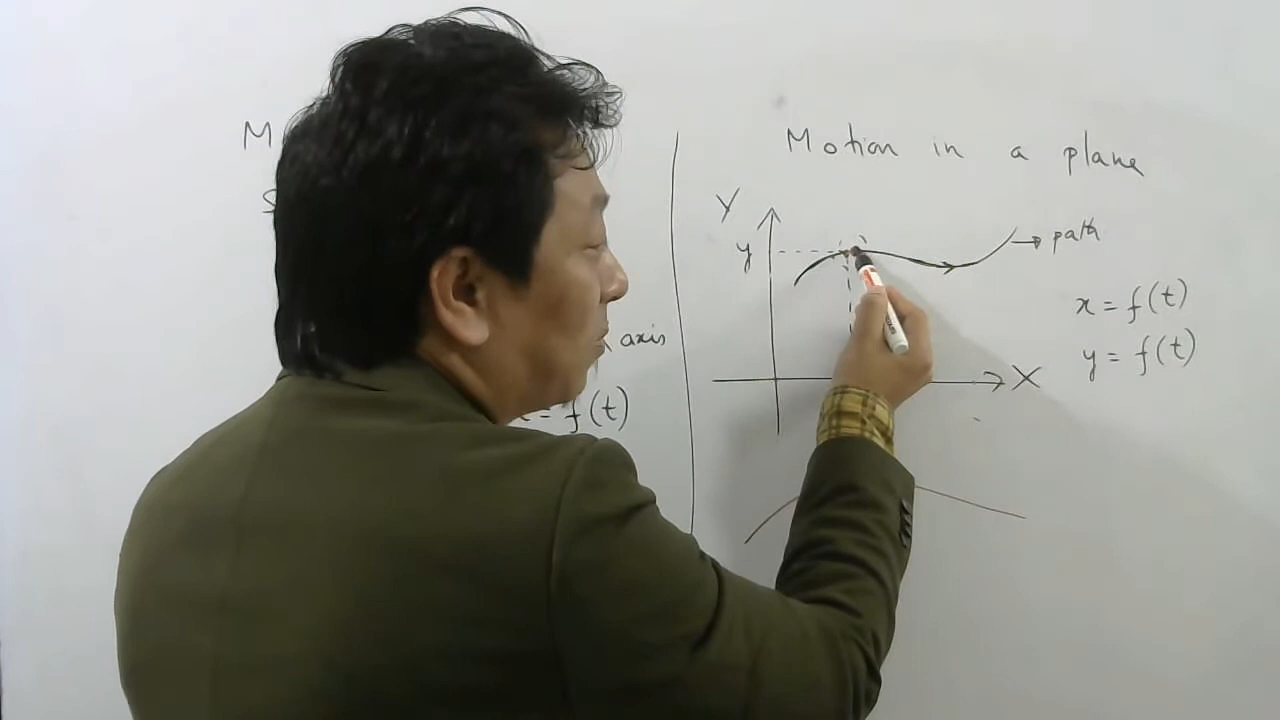 M
axis
= f(t)
Motion in a plane
Y
y
path
X
x = f(t)
y = f(t)